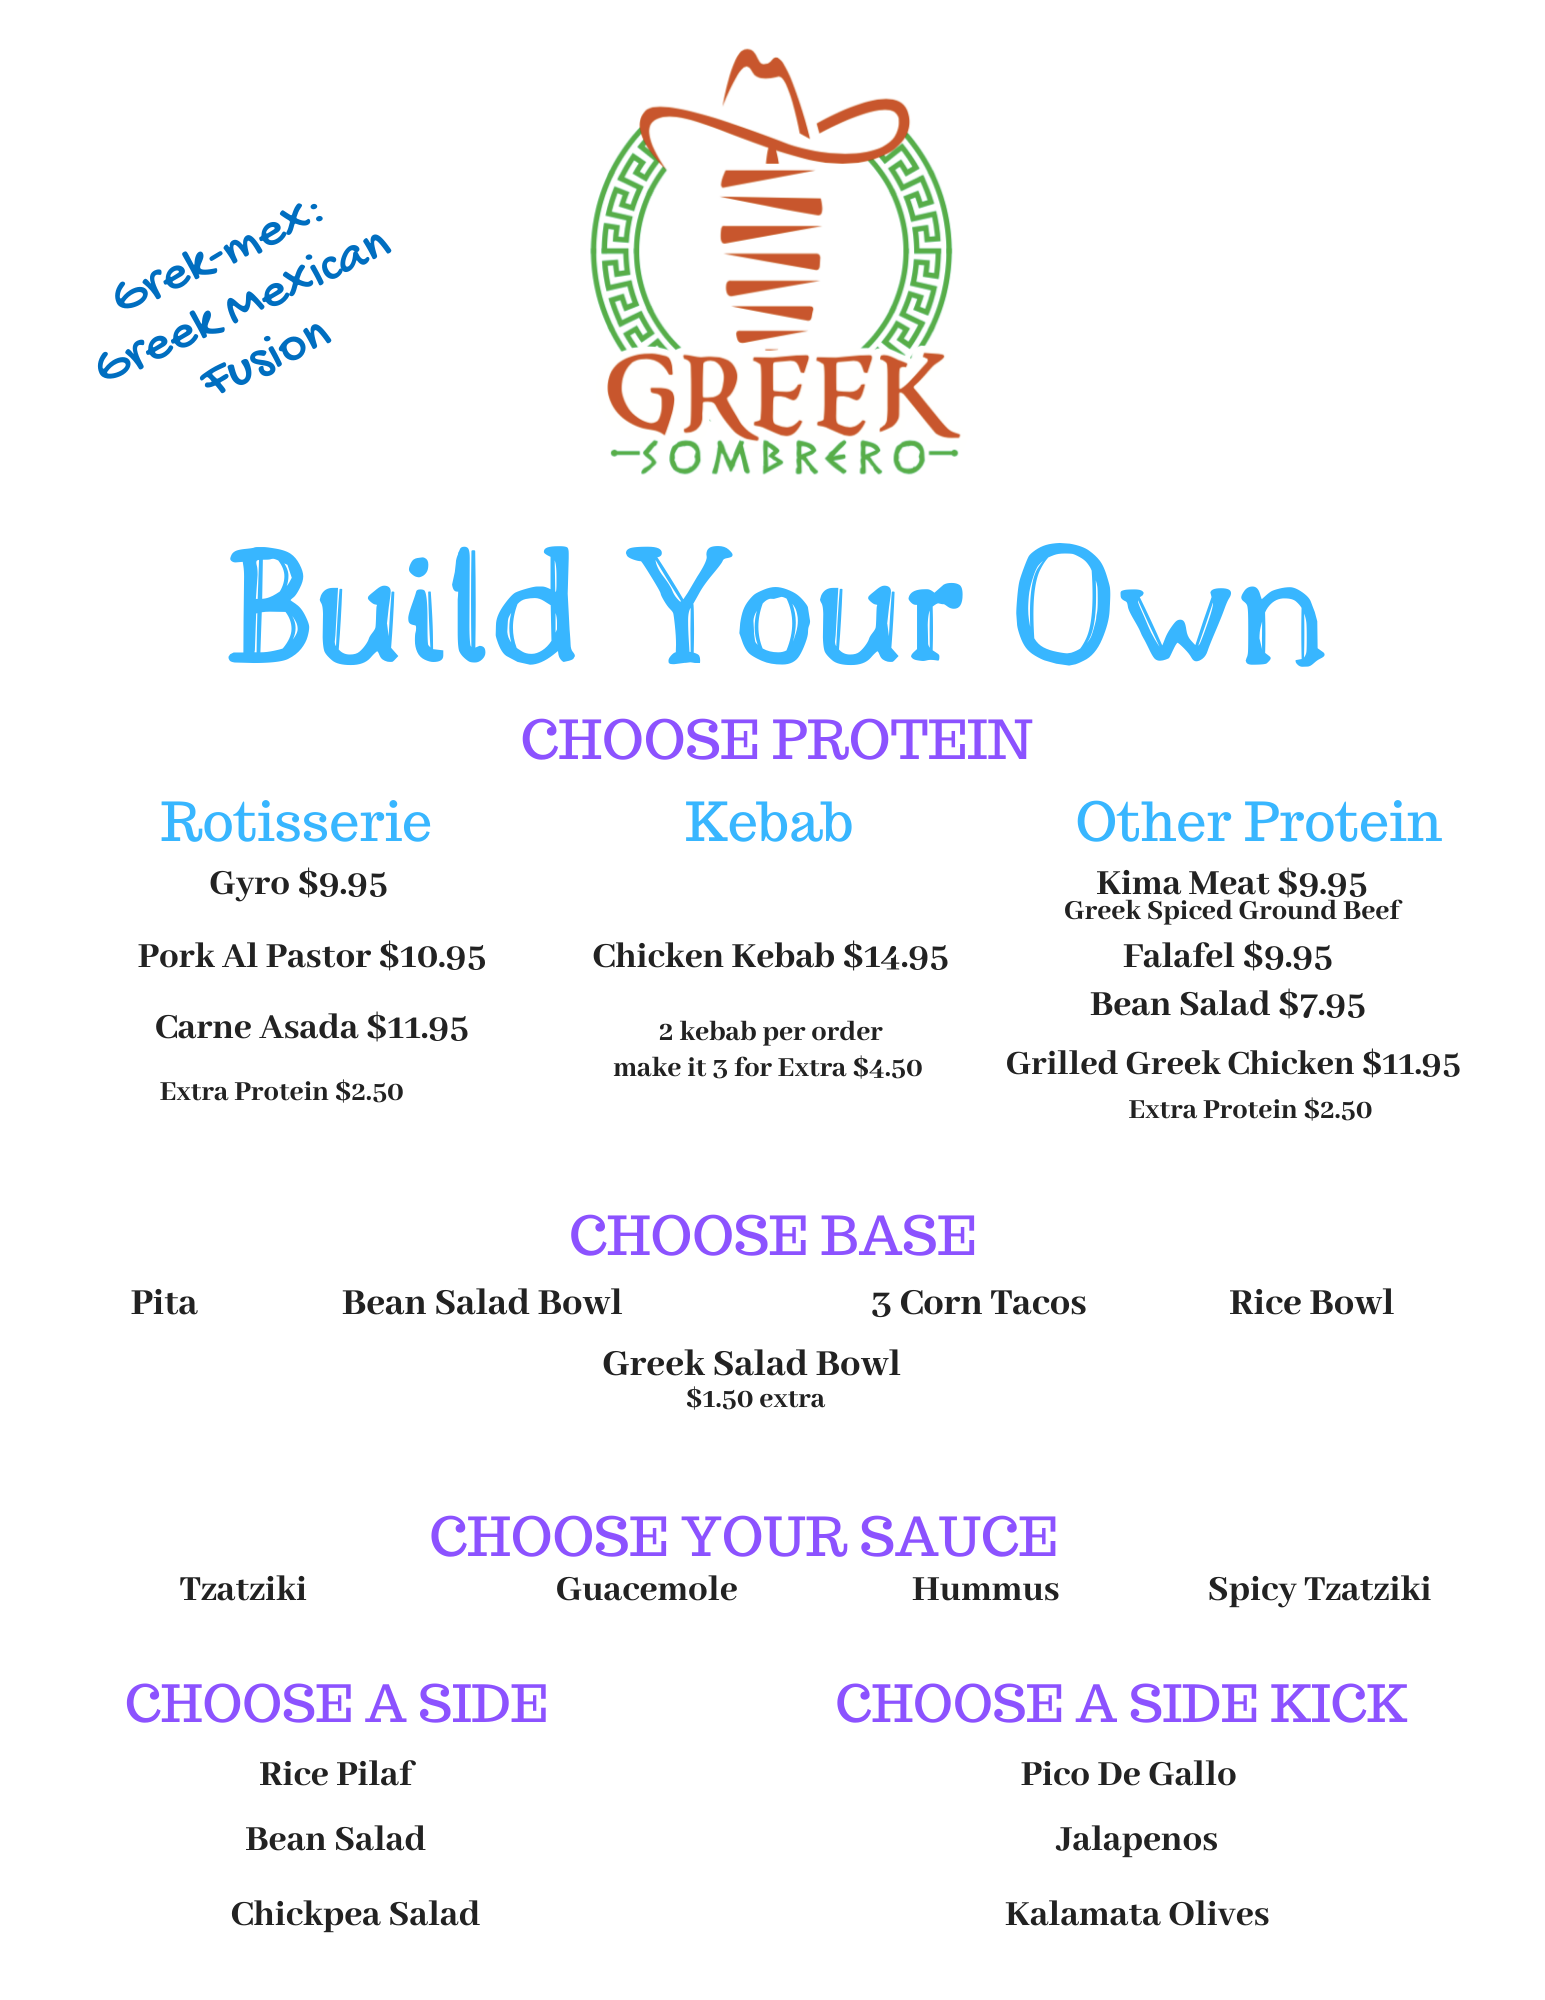 Grek-mex:
Greek Mexican
Fusion
GREEK
SOMBRERO
Build Your Own
CHOOSE PROTEIN
Rotisserie
Gyro $9.95
Pork Al Pastor $10.95
Carne Asada $11.95
Extra Protein $2.50
Kebab
Chicken Kebab $14.95
2 kebab per order
make it 3 for Extra $4.50
Other Protein
Kima Meat $9.95
Greek Spiced Ground Beef
Falafel $9.95
Bean Salad $7.95
Grilled Greek Chicken $11.95
Extra Protein $2.50
CHOOSE BASE
Pita
Bean Salad Bowl
3 Corn Tacos
Rice Bowl
Greek Salad Bowl
$1.50 extra
CHOOSE YOUR SAUCE
Tzatziki
Guacemole
Hummus
Spicy Tzatziki
CHOOSE A SIDE
Rice Pilaf
Bean Salad
Chickpea Salad
CHOOSE A SIDE KICK
Pico De Gallo
Jalapenos
Kalamata Olives